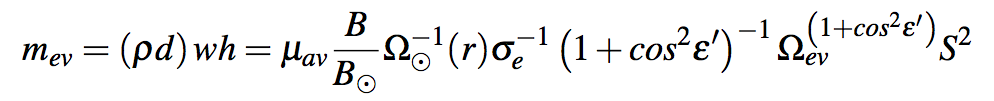 m_{ev} = (ρd) wh = μ_{av} \frac{B}{B_⊙} Ω_⊙^{-1}(r) σ_e^{-1} (1 + cos^2 ε′)^{-1} Ω_{ev}^{(1+cos^2 ε′)} S^2